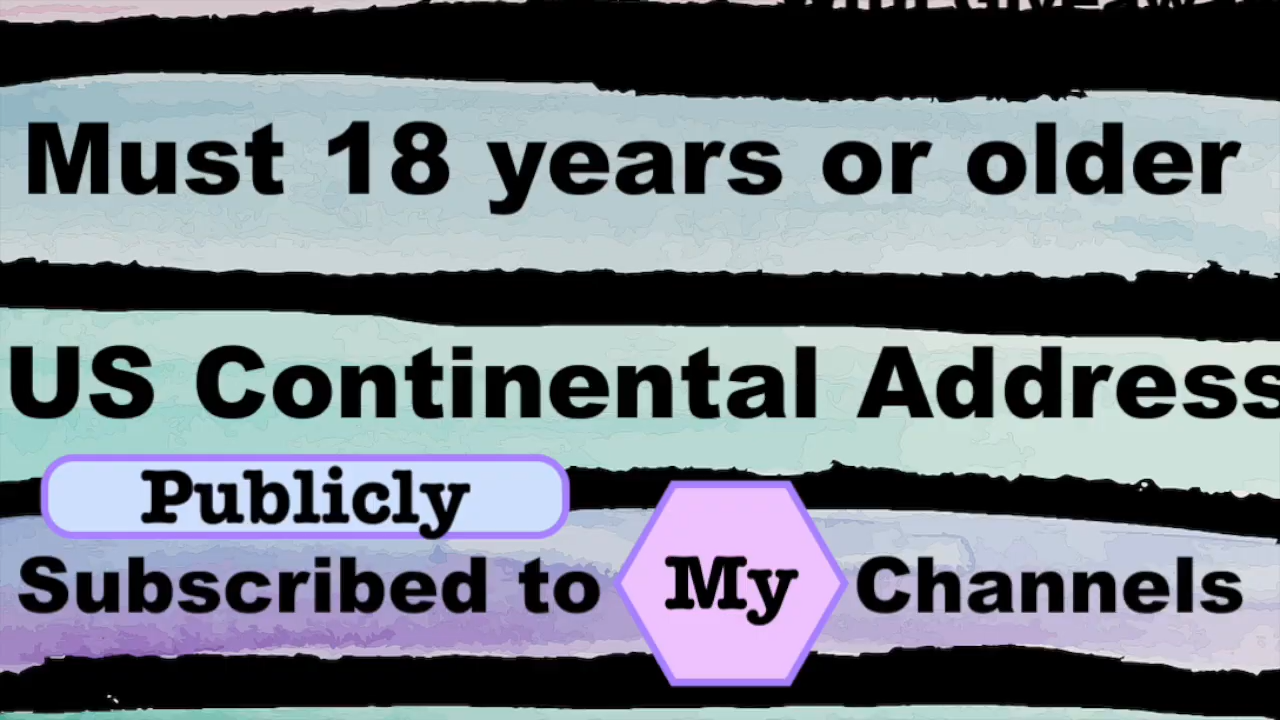 Must 18 years or older
US Continental Address
Publicly
Subscribed to My Channels